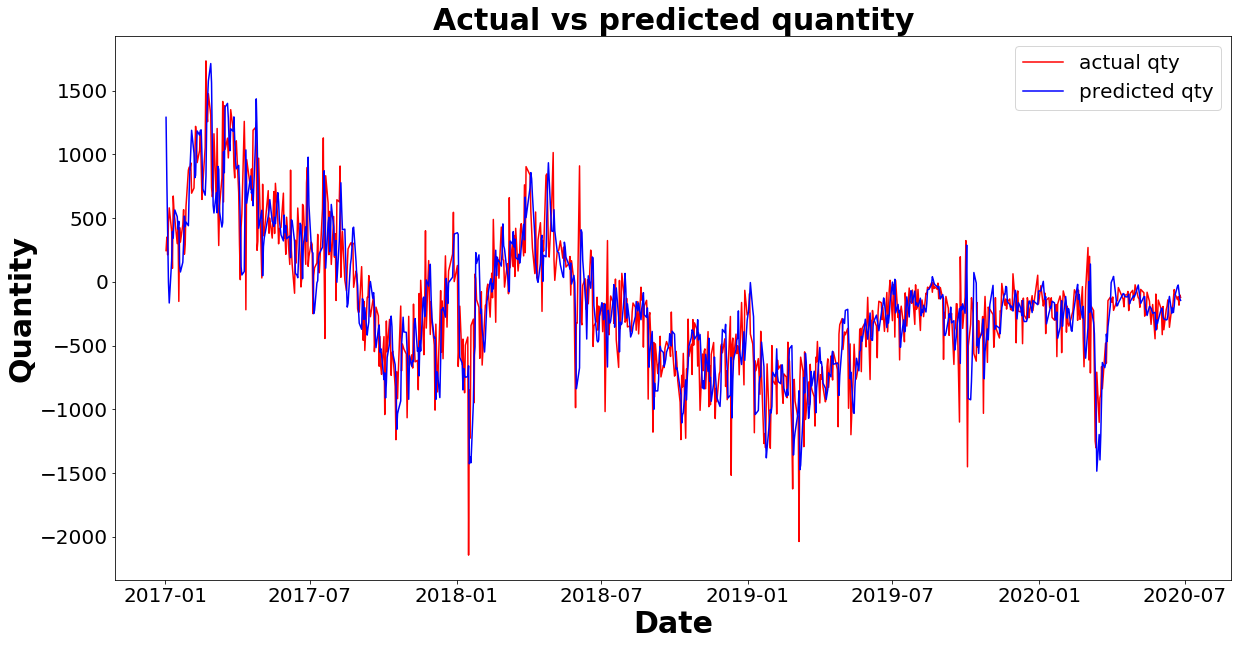 Actual vs predicted quantity
actual qty
predicted qty
Quantity
1500
1000
500
0
−500
−1000
−1500
−2000
2017-01 2017-07 2018-01 2018-07 2019-01 2019-07 2020-01 2020-07
Date